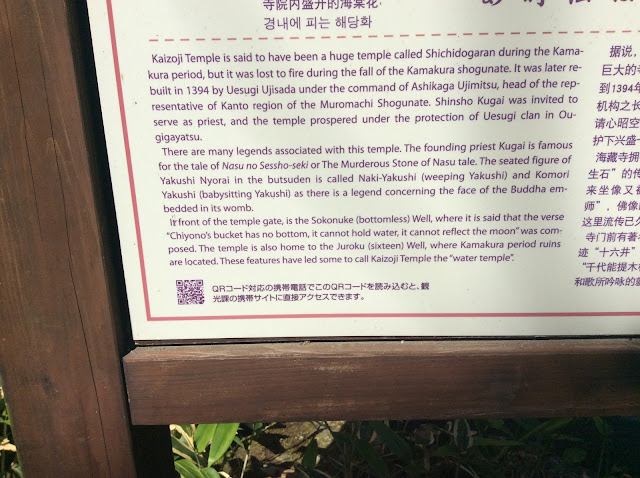 寺院内盛开的海棠花
경내에 피는 해당화
Kaizoji Temple is said to have been a huge temple called Shichidogaran during the Kama-
kura period, but it was lost to fire during the fall of the Kamakura shogunate. It was later re-
built in 1394 by Uesugi Ujisada under the command of Ashikaga Ujimitsu, head of the rep-
resentative of Kanto region of the Muromachi Shogunate. Shinsho Kugai was invited to
serve as priest, and the temple prospered under the protection of Uesugi clan in Ou-
gigayatsu.
There are many legends associated with this temple. The founding priest Kugai is famous
for the tale of Nasu no Sessho-seki or The Murderous Stone of Nasu tale. The seated figure of
Yakushi Nyorai in the butsuden is called Naki-Yakushi (weeping Yakushi) and Komori
Yakushi (babysitting Yakushi) as there is a legend concerning the face of the Buddha em-
bedded in its womb.
In front of the temple gate, is the Sokonuke (bottomless) Well, where it is said that the verse
"Chiyono's bucket has no bottom, it cannot hold water, it cannot reflect the moon" was com-
posed. The temple is also home to the Juroku (sixteen) Well, where Kamakura period ruins
are located. These features have led some to call Kaizoji Temple the "water temple".
QRコード対応の携帯電話でこのQRコードを読み込むと、観
光課の携帯サイトに直接アクセスできます。
据说，
巨大的寺
到1394年
机构之长
请心昭空
护下兴盛一
海藏寺拥
生石”的传
来坐像又被
师”，佛像
这里流传已久
寺门前有著名
迹“十六井”
“千代能提木
和歌所吟咏的